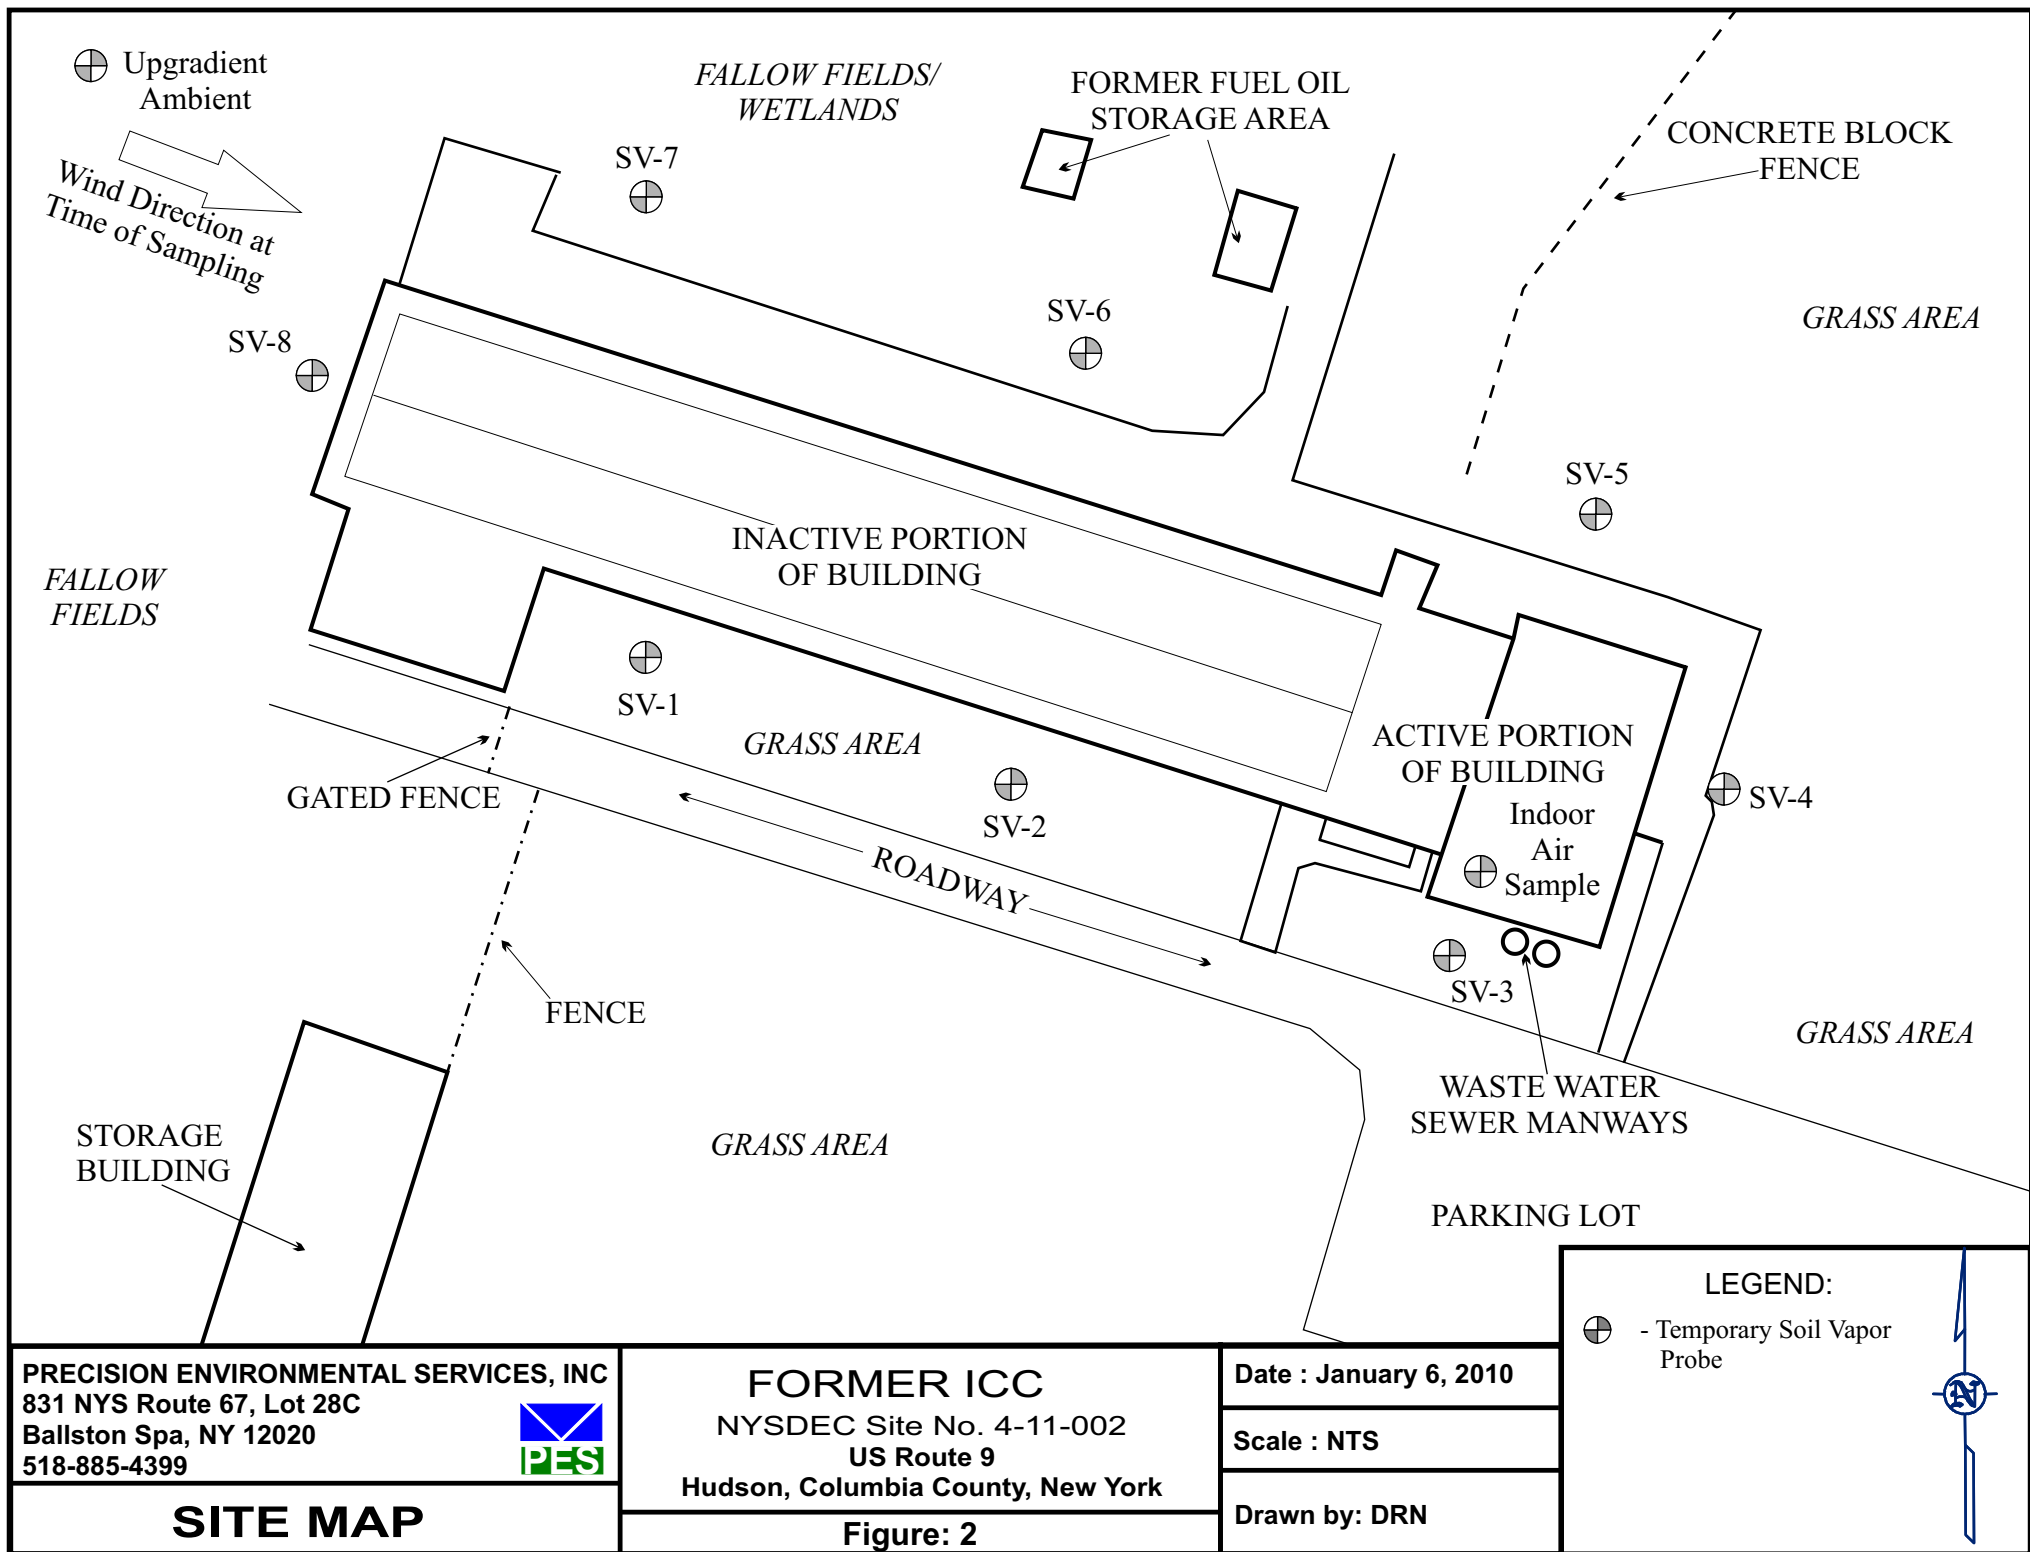 Upgradient
Ambient
Wind Direction at
Time of Sampling
FALLOW FIELDS/
WETLANDS
FORMER FUEL OIL
STORAGE AREA
CONCRETE BLOCK
FENCE
SV-7
SV-6
GRASS AREA
SV-8
SV-5
INACTIVE PORTION
OF BUILDING
FALLOW
FIELDS
SV-1
GRASS AREA
ACTIVE PORTION
OF BUILDING
Indoor
Air
Sample
SV-4
GATED FENCE
SV-2
ROADWAY
SV-3
FENCE
GRASS AREA
WASTE WATER
SEWER MANWAYS
STORAGE
BUILDING
GRASS AREA
PARKING LOT
LEGEND:
- Temporary Soil Vapor
Probe
N
PRECISION ENVIRONMENTAL SERVICES, INC
831 NYS Route 67, Lot 28C
Ballston Spa, NY 12020
518-885-4399
PES
SITE MAP
FORMER ICC
NYSDEC Site No. 4-11-002
US Route 9
Hudson, Columbia County, New York
Figure: 2
Date : January 6, 2010
Scale : NTS
Drawn by: DRN